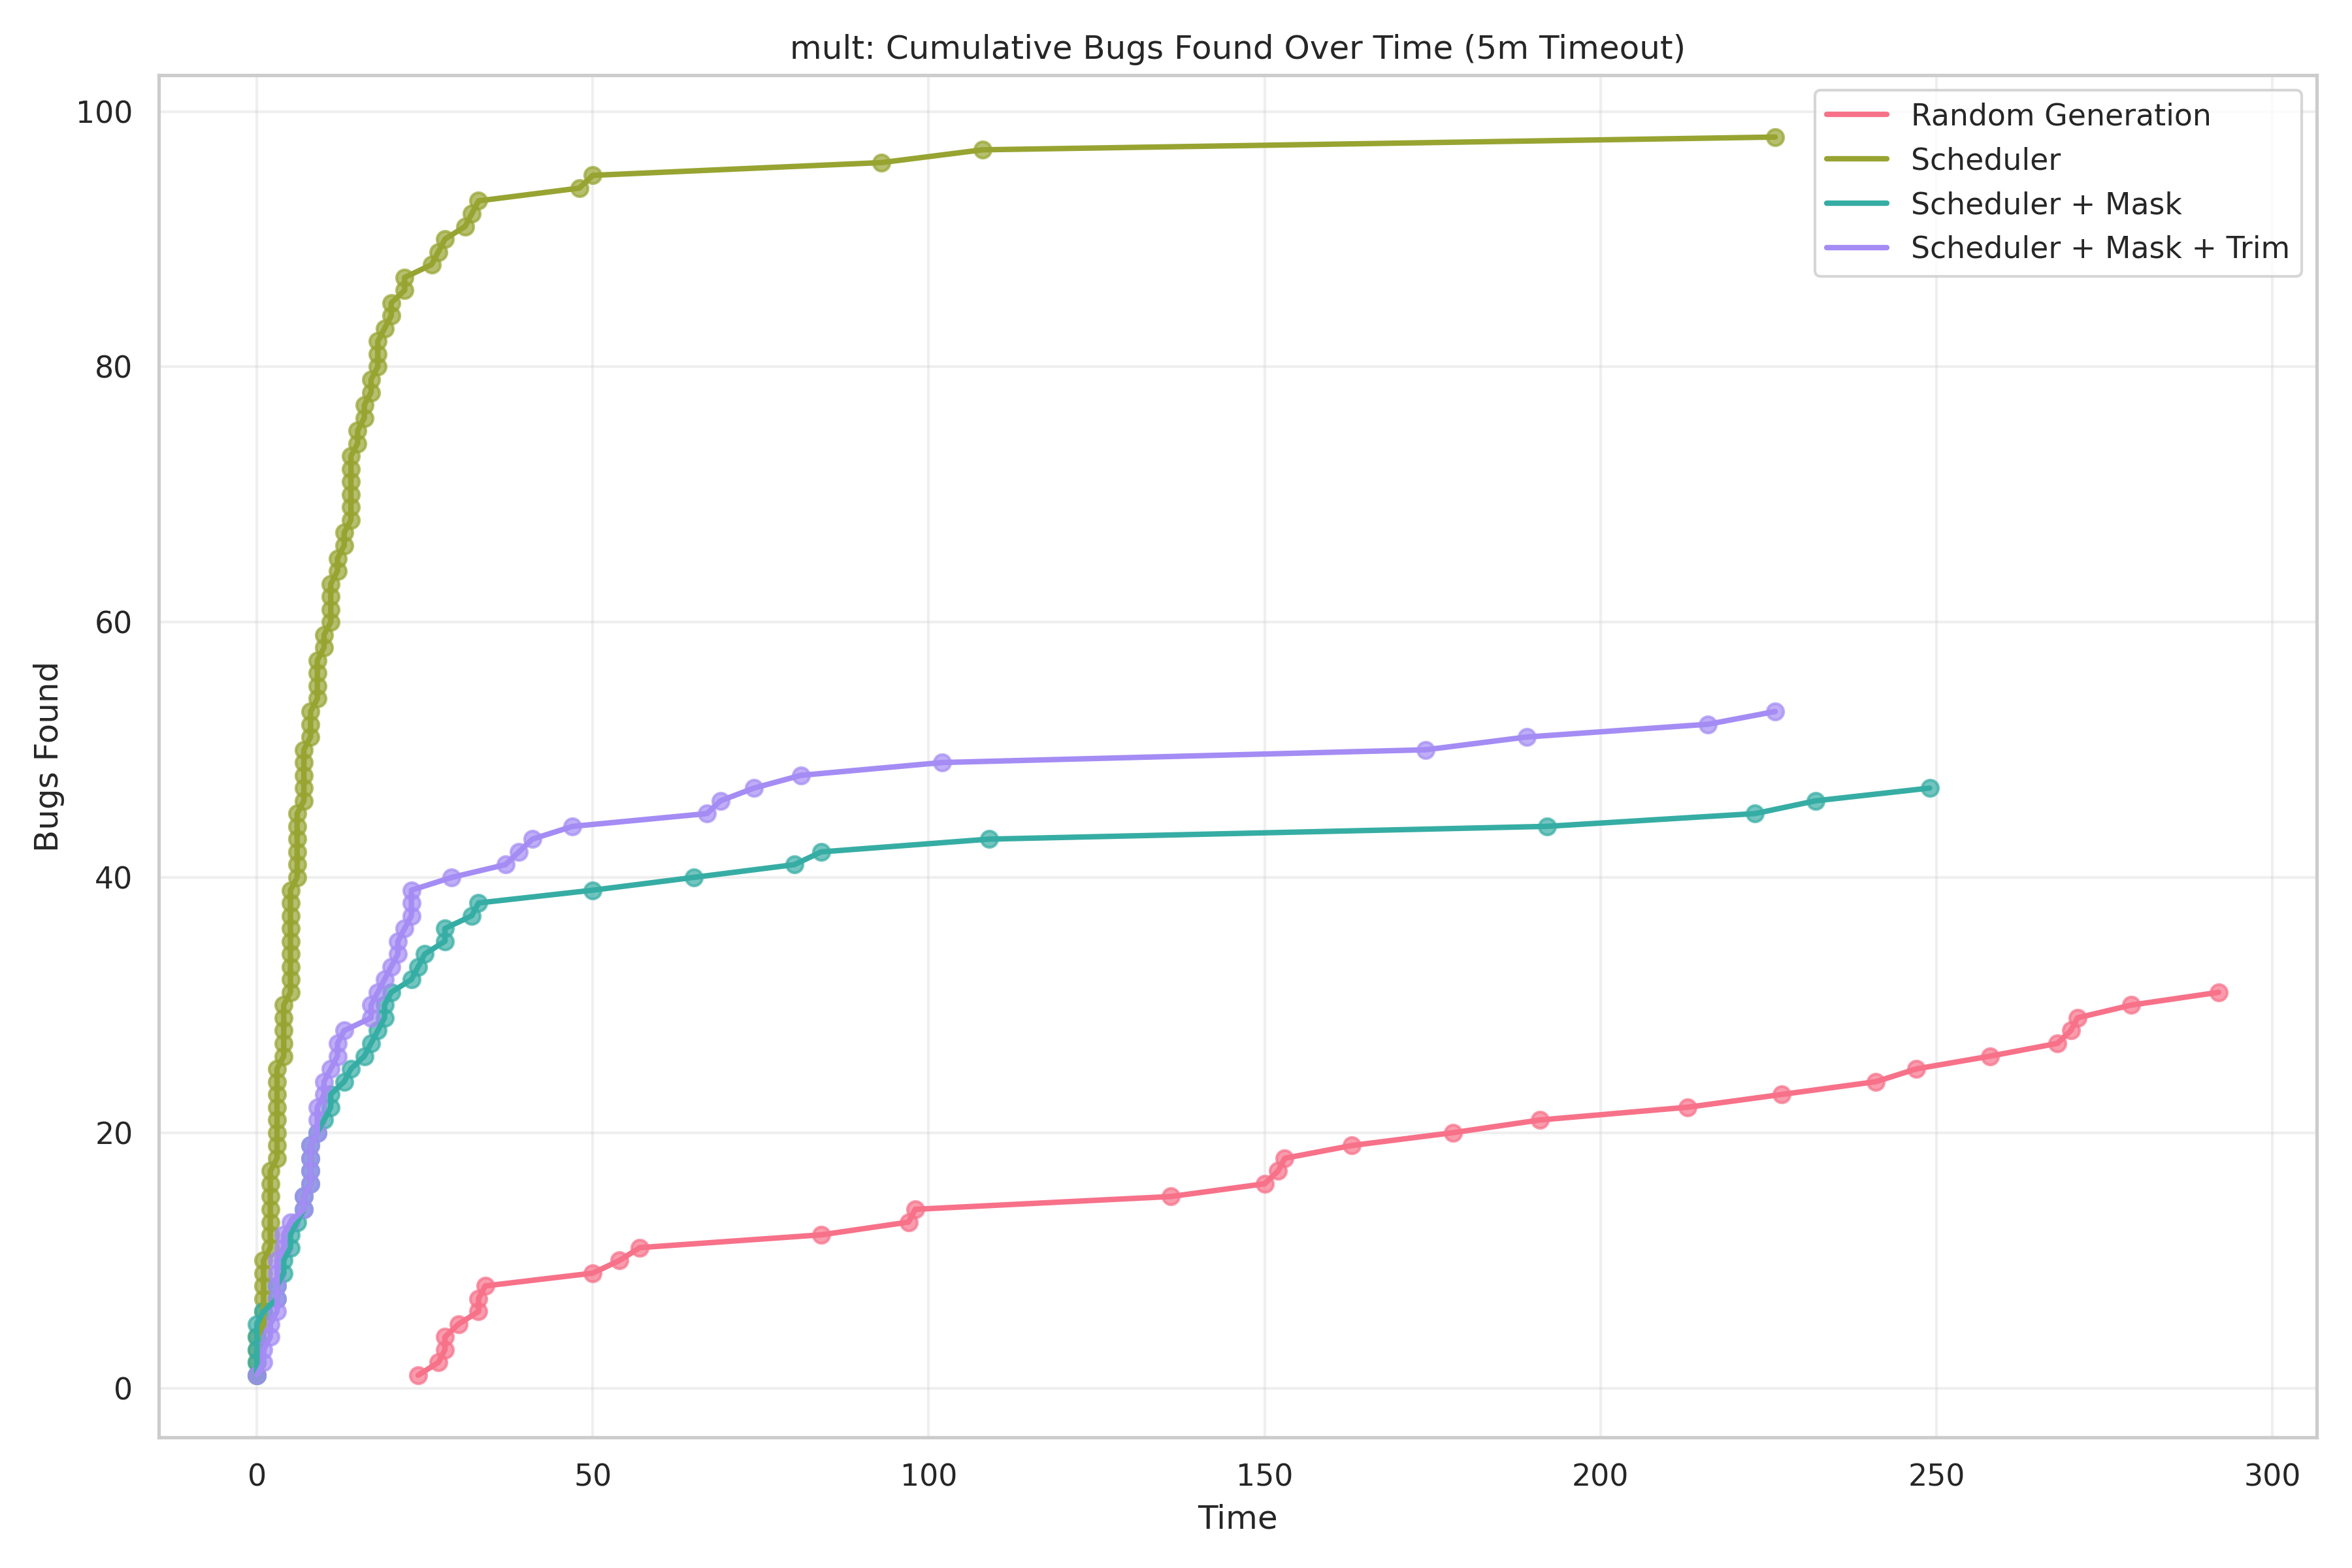 mult: Cumulative Bugs Found Over Time (5m Timeout)
Random Generation
Scheduler
Scheduler + Mask
Scheduler + Mask + Trim
Bugs Found
100
80
60
40
20
0
0 50 100 150 200 250 300
Time